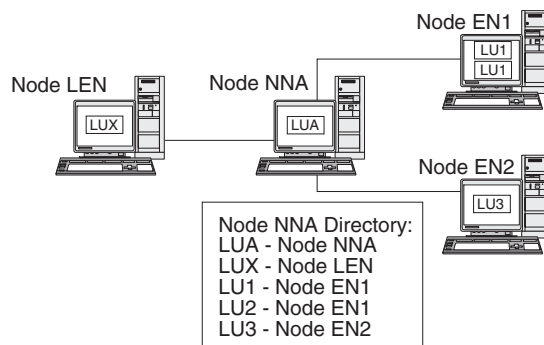 Node EN1
LU1
LU1
Node LEN
Node NNA
LUX
LUA
Node EN2
LU3
Node NNA Directory:
LUA - Node NNA
LUX - Node LEN
LU1 - Node EN1
LU2 - Node EN1
LU3 - Node EN2